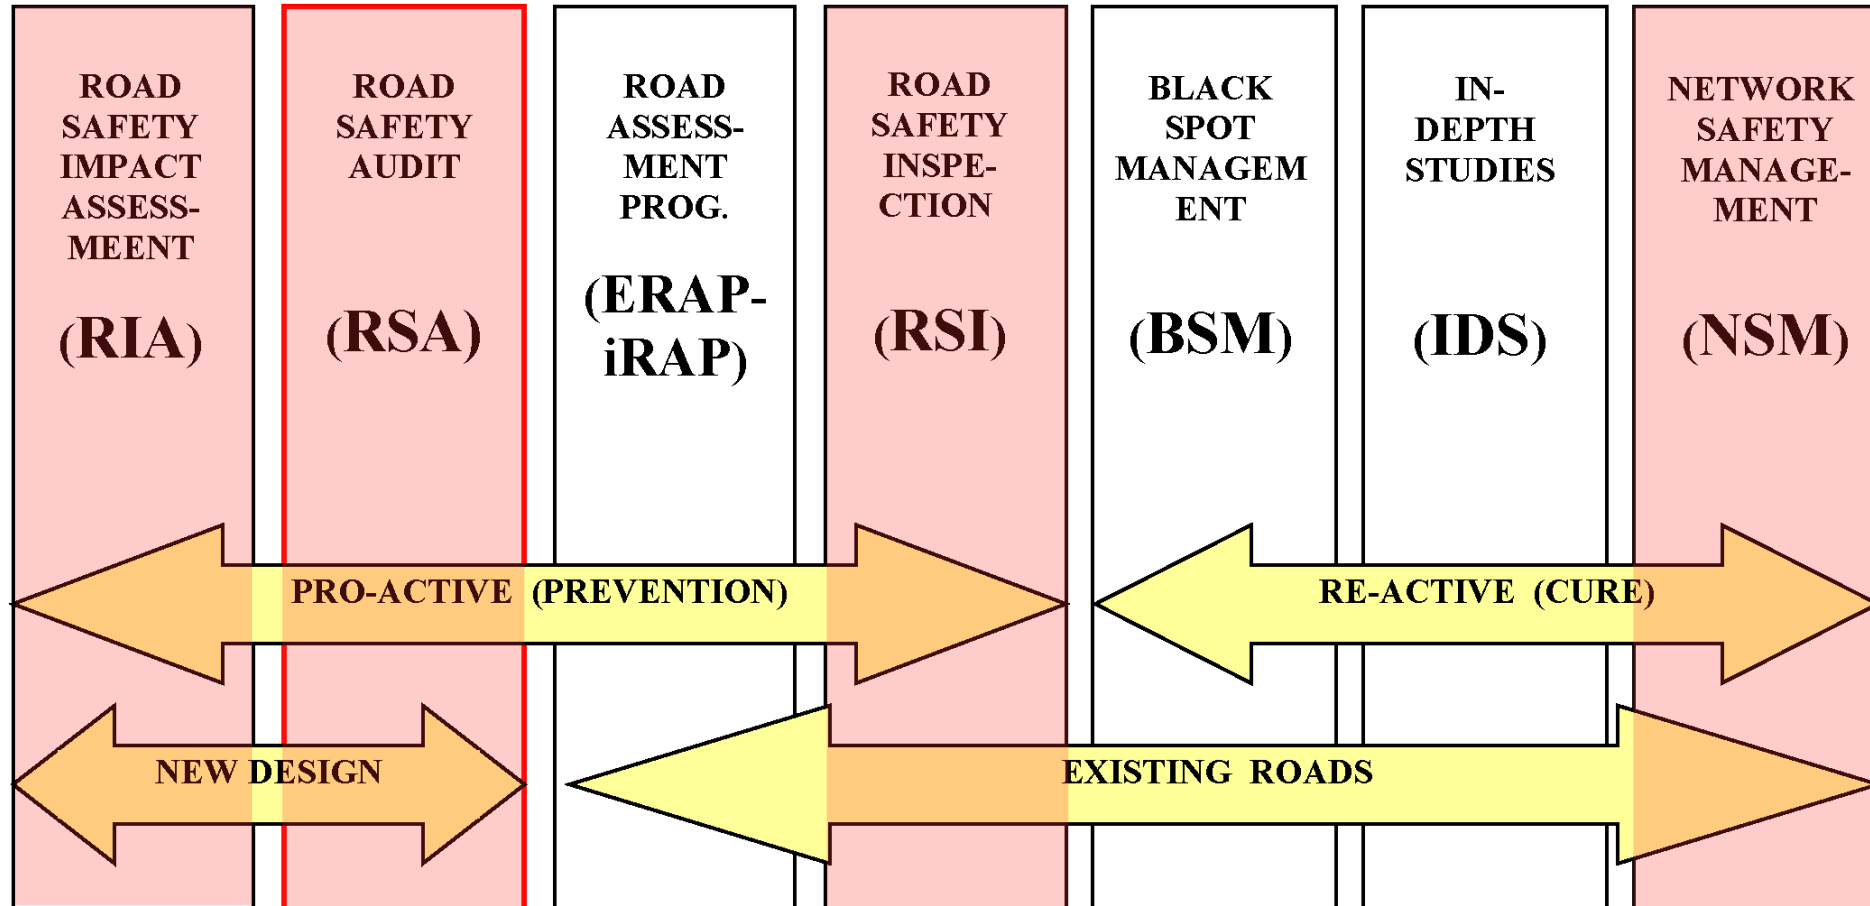 ROAD
SAFETY
IMPACT
ASSESS-
MEENT
(RIA)
ROAD
SAFETY
AUDIT
(RSA)
ROAD
ASSESS-
MENT
PROG.
(ERAP-
iRAP)
ROAD
SAFETY
INSPE-
CTION
(RSI)
BLACK
SPOT
MANAGEM
ENT
(BSM)
IN-
DEPTH
STUDIES
(IDS)
NETWORK
SAFETY
MANAGE-
MENT
(NSM)
PRO-ACTIVE (PREVENTION)
RE-ACTIVE (CURE)
NEW DESIGN
EXISTING ROADS